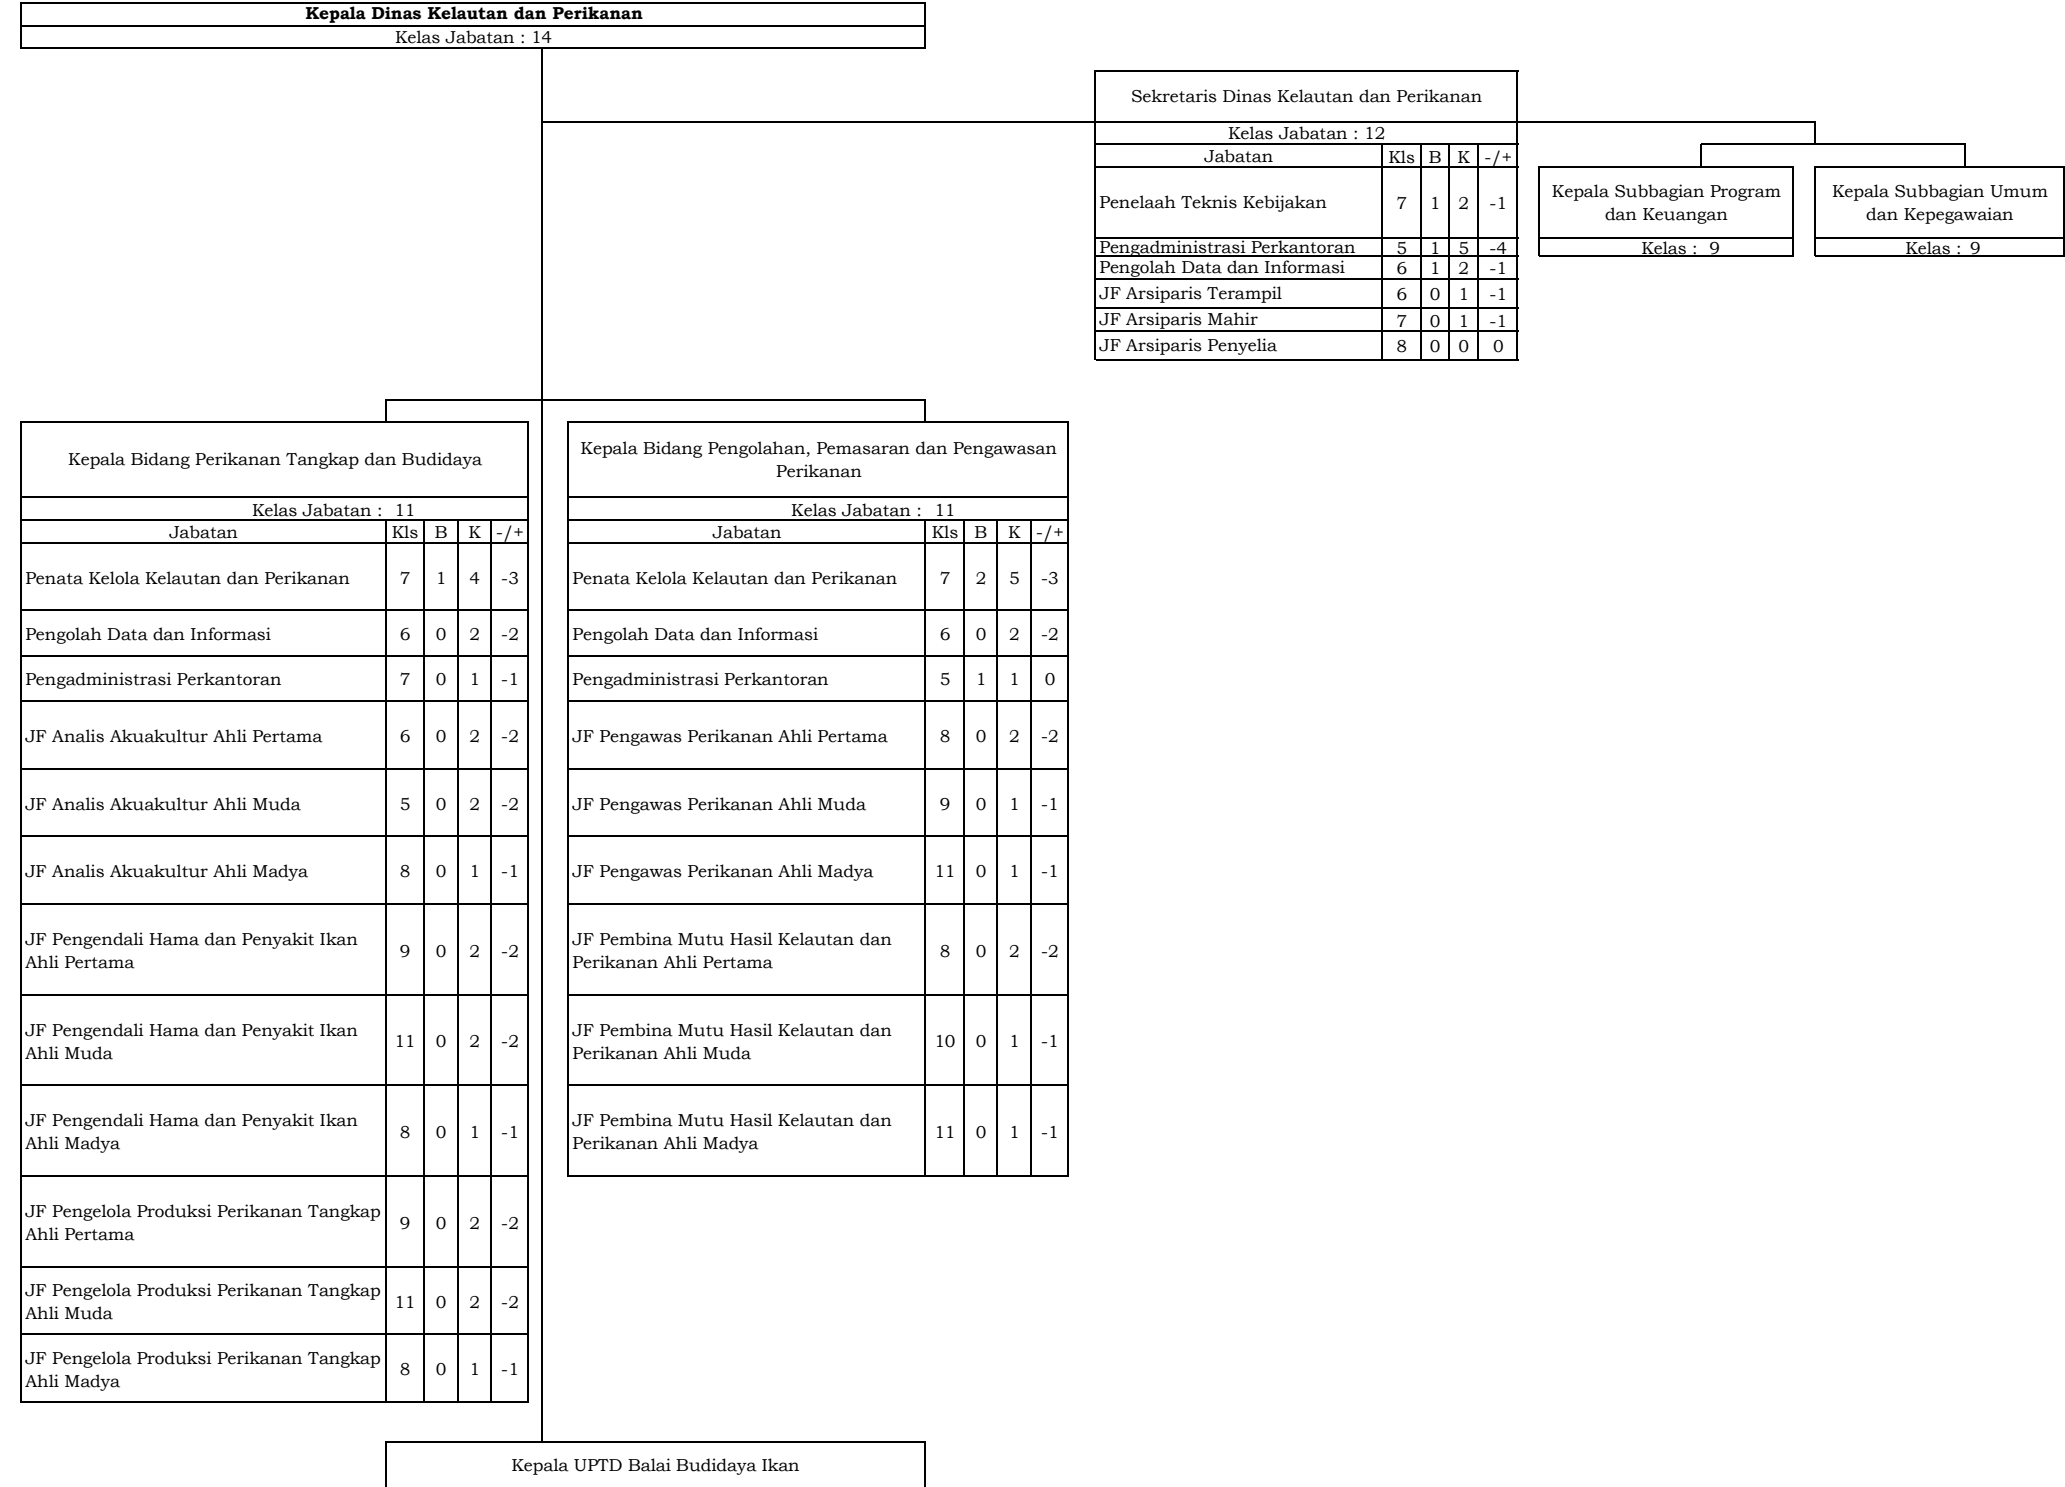 Kepala Dinas Kelautan dan Perikanan
Kelas Jabatan : 14
Sekretaris Dinas Kelautan dan Perikanan
Kelas Jabatan : 12
Jabatan Kls B K -/+
Penelaah Teknis Kebijakan 7 1 2 -1
Pengadministrasi Perkantoran 5 1 5 -4
Pengolah Data dan Informasi 6 1 2 -1
JF Arsiparis Terampil 6 0 1 -1
JF Arsiparis Mahir 7 0 1 -1
JF Arsiparis Penyelia 8 0 0 0
Kepala Subbagian Program
dan Keuangan
Kelas : 9
Kepala Subbagian Umum
dan Kepegawaian
Kelas : 9
Kepala Bidang Perikanan Tangkap dan Budidaya
Kelas Jabatan : 11
Jabatan Kls B K -/+
Penata Kelola Kelautan dan Perikanan 7 1 4 -3
Pengolah Data dan Informasi 6 0 2 -2
Pengadministrasi Perkantoran 7 0 1 -1
JF Analis Akuakultur Ahli Pertama 6 0 2 -2
JF Analis Akuakultur Ahli Muda 5 0 2 -2
JF Analis Akuakultur Ahli Madya 8 0 1 -1
JF Pengendali Hama dan Penyakit Ikan
Ahli Pertama 9 0 2 -2
JF Pengendali Hama dan Penyakit Ikan
Ahli Muda 11 0 2 -2
JF Pengendali Hama dan Penyakit Ikan
Ahli Madya 8 0 1 -1
JF Pengelola Produksi Perikanan Tangkap
Ahli Pertama 9 0 2 -2
JF Pengelola Produksi Perikanan Tangkap
Ahli Muda 11 0 2 -2
JF Pengelola Produksi Perikanan Tangkap
Ahli Madya 8 0 1 -1
Kepala Bidang Pengolahan, Pemasaran dan Pengawasan
Perikanan
Kelas Jabatan : 11
Jabatan Kls B K -/+
Penata Kelola Kelautan dan Perikanan 7 2 5 -3
Pengolah Data dan Informasi 6 0 2 -2
Pengadministrasi Perkantoran 5 1 1 0
JF Pengawas Perikanan Ahli Pertama 8 0 2 -2
JF Pengawas Perikanan Ahli Muda 9 0 1 -1
JF Pengawas Perikanan Ahli Madya 11 0 1 -1
JF Pembina Mutu Hasil Kelautan dan
Perikanan Ahli Pertama 8 0 2 -2
JF Pembina Mutu Hasil Kelautan dan
Perikanan Ahli Muda 10 0 1 -1
JF Pembina Mutu Hasil Kelautan dan
Perikanan Ahli Madya 11 0 1 -1
Kepala UPTD Balai Budidaya Ikan